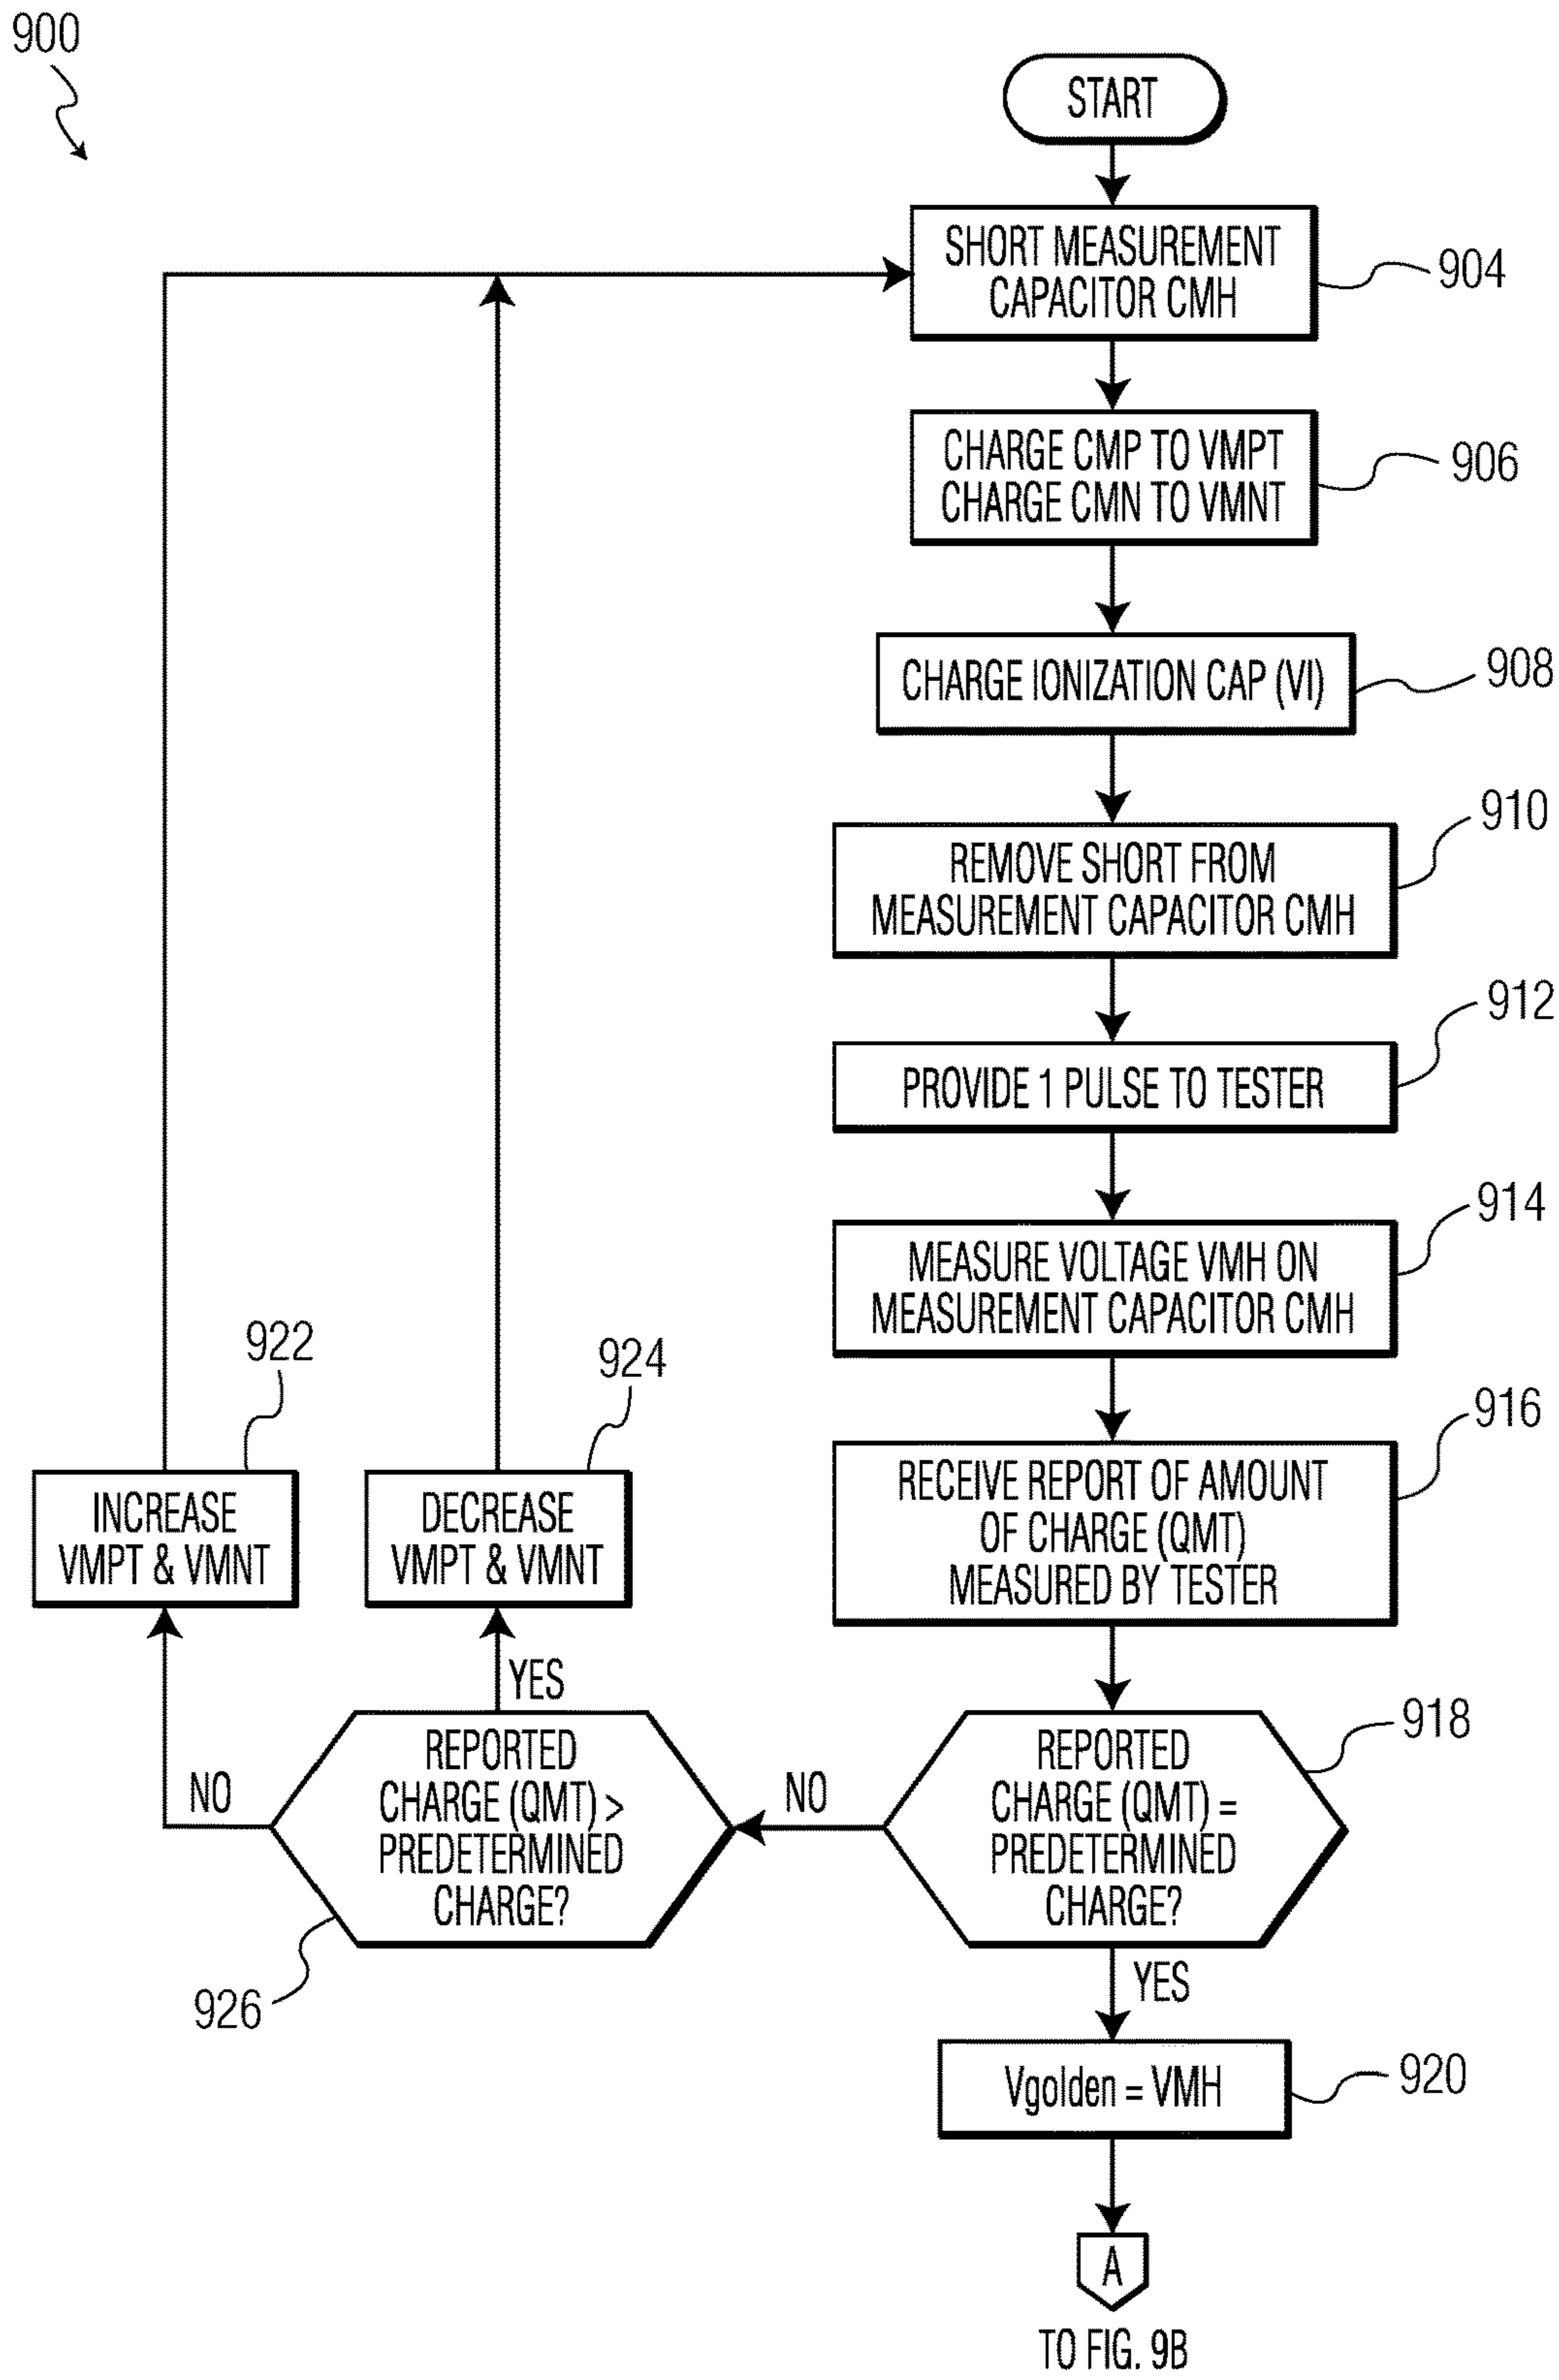 900
START
SHORT MEASUREMENT
CAPACITOR CMH
904
CHARGE CMP TO VMPT
CHARGE CMN TO VMNT
906
CHARGE IONIZATION CAP (VI)
908
REMOVE SHORT FROM
MEASUREMENT CAPACITOR CMH
910
PROVIDE 1 PULSE TO TESTER
912
MEASURE VOLTAGE VMH ON
MEASUREMENT CAPACITOR CMH
914
RECEIVE REPORT OF AMOUNT
OF CHARGE (QMT)
MEASURED BY TESTER
916
REPORTED
CHARGE (QMT) =
PREDETERMINED
CHARGE?
918
NO
YES
REPORTED
CHARGE (QMT) >
PREDETERMINED
CHARGE?
926
YES
NO
DECREASE
VMPT & VMNT
924
INCREASE
VMPT & VMNT
922
Vgolden = VMH
920
A
TO FIG. 9B